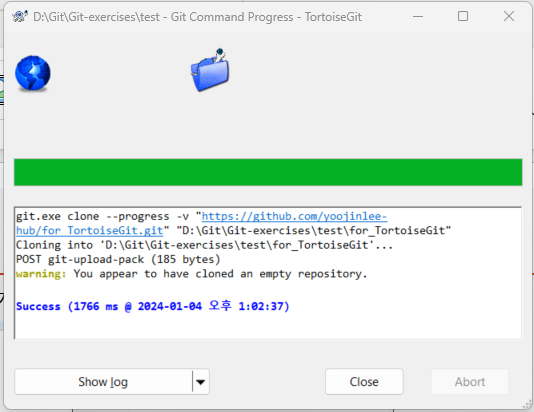 D:\Git\Git-exercises\test - Git Command Progress - TortoiseGit
git.exe clone --progress -v "https://github.com/yoojinlee-
hub/for_TortoiseGit.git" "D:\Git\Git-exercises\test\for_TortoiseGit"
Cloning into 'D:\Git\Git-exercises\test\for_TortoiseGit'...
POST git-upload-pack (185 bytes)
warning: You appear to have cloned an empty repository.
Success (1766 ms @ 2024-01-04 오후 1:02:37)
Show log
Close
Abort